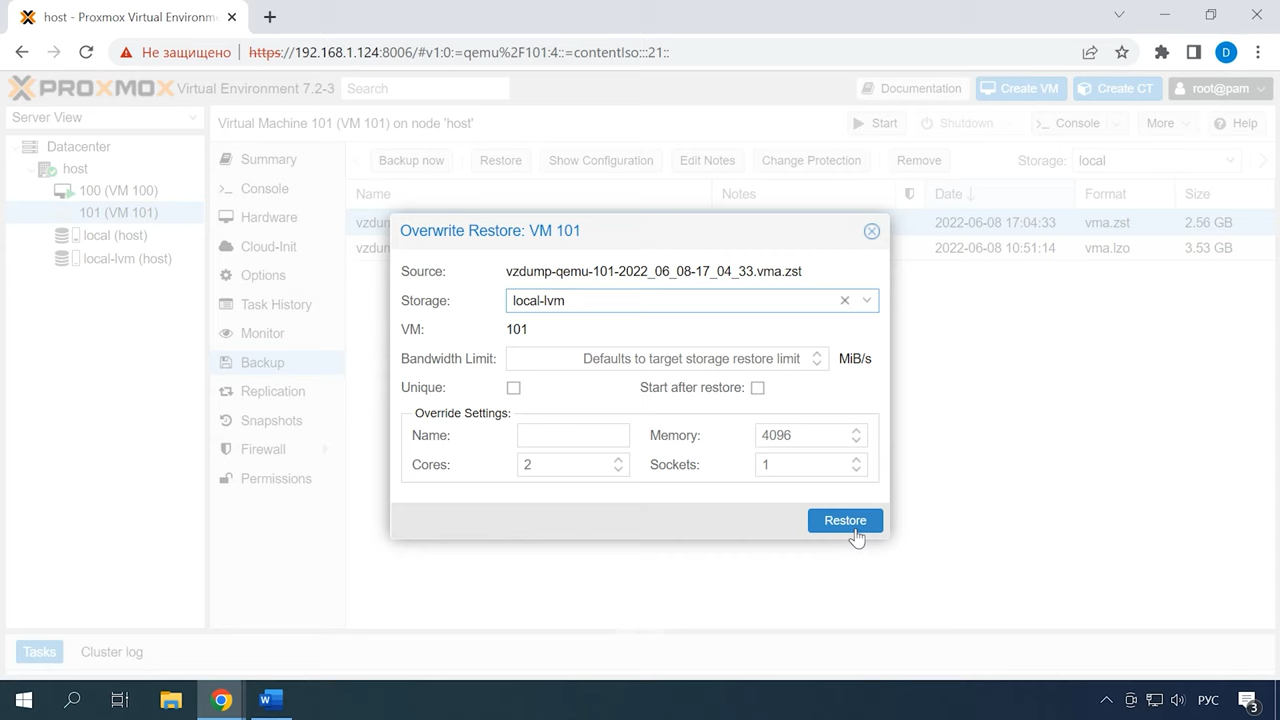 host - Proxmox Virtual Environm
Не защищено
https://192.168.1.124:8006/#v1:0:=qemu%2F101:4::=contentIso:::21::
D
PROXMOX
Virtual Environment 7.2-3
Search
Documentation
Create VM
Create CT
root@pam
Server View
Virtual Machine 101 (VM 101) on node 'host'
Start
Shutdown
>_ Console
More
Help
Datacenter
host
100 (VM 100)
101 (VM 101)
local (host)
local-lvm (host)
Summary
>_ Console
Hardware
Cloud-Init
Options
Task History
Monitor
Backup
Replication
Snapshots
Firewall
Permissions
Backup now
Restore
Show Configuration
Edit Notes
Change Protection
Remove
Storage:
local
Name
Notes
Date
Format
Size
vzdum
2022-06-08 17:04:33
vma.zst
2.56 GB
vzdum
2022-06-08 10:51:14
vma.lzo
3.53 GB
Overwrite Restore: VM 101
Source:
vzdump-qemu-101-2022_06_08-17_04_33.vma.zst
Storage:
local-lvm
VM:
101
Bandwidth Limit:
Defaults to target storage restore limit
MiB/s
Unique:
Start after restore:
Override Settings:
Name:
Memory:
4096
Cores:
2
Sockets:
1
Restore
Tasks
Cluster log
W
РУС
3